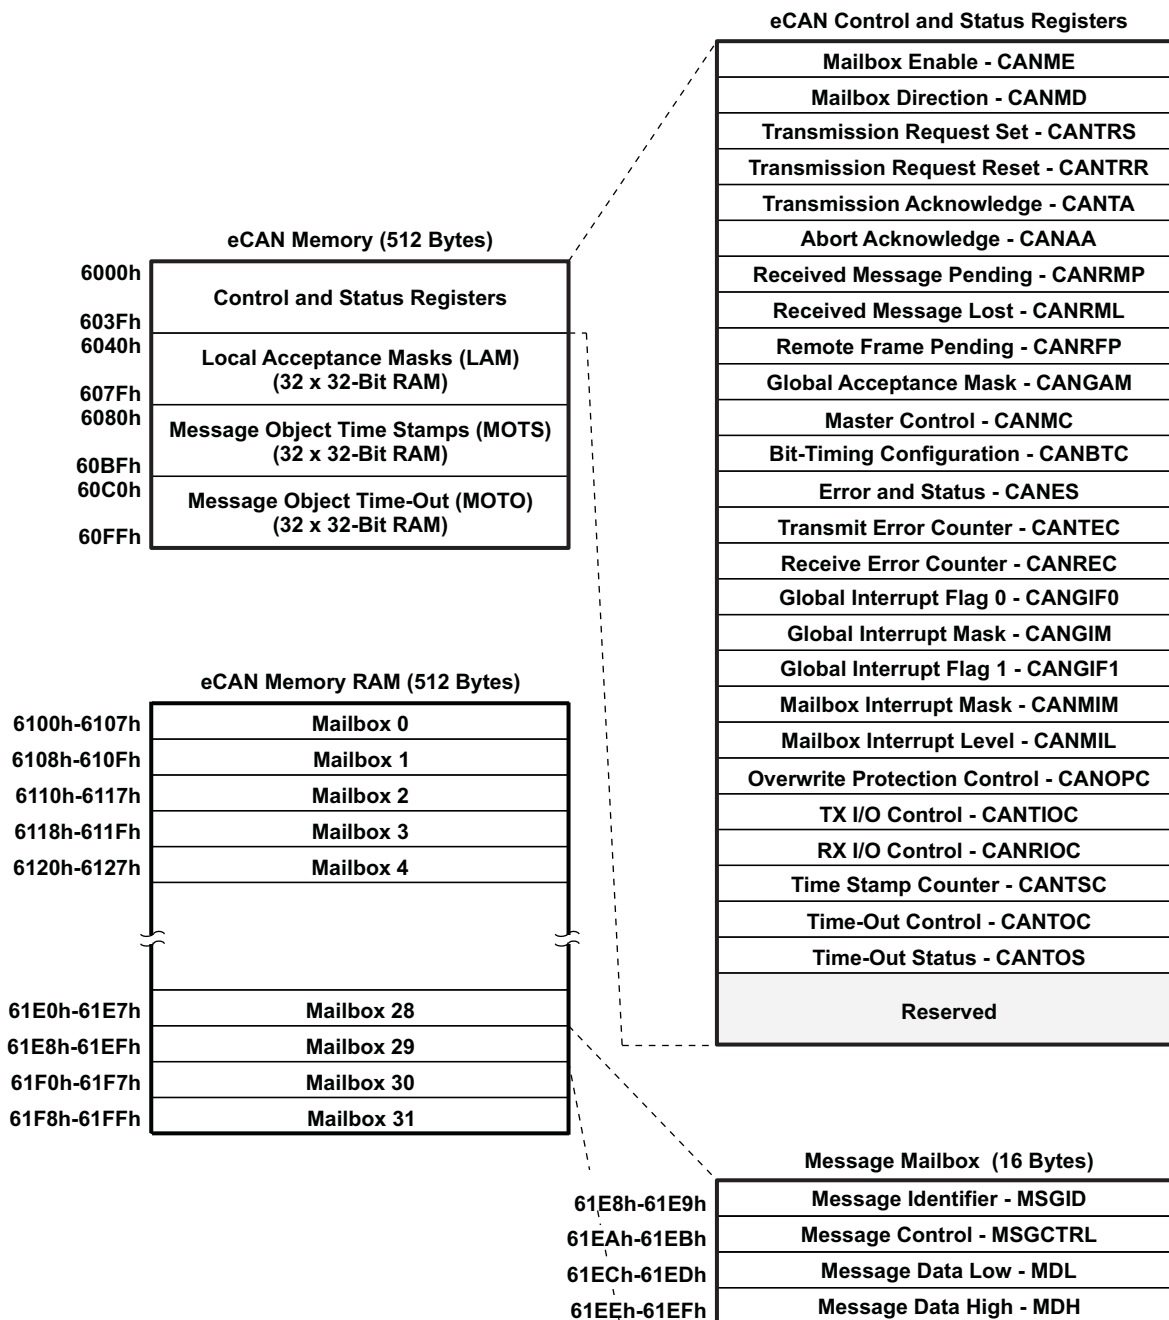 eCAN Control and Status Registers
Mailbox Enable - CANME
Mailbox Direction - CANMD
Transmission Request Set - CANTRS
Transmission Request Reset - CANTRR
Transmission Acknowledge - CANTA
Abort Acknowledge - CANAA
Received Message Pending - CANRMP
Received Message Lost - CANRML
Remote Frame Pending - CANRFP
Global Acceptance Mask - CANGAM
Master Control - CANMC
Bit-Timing Configuration - CANBTC
Error and Status - CANES
Transmit Error Counter - CANTEC
Receive Error Counter - CANREC
Global Interrupt Flag 0 - CANGIF0
Global Interrupt Mask - CANGIM
Global Interrupt Flag 1 - CANGIF1
Mailbox Interrupt Mask - CANMIM
Mailbox Interrupt Level - CANMIL
Overwrite Protection Control - CANOPC
TX I/O Control - CANTIOC
RX I/O Control - CANRIOC
Time Stamp Counter - CANTSC
Time-Out Control - CANTOC
Time-Out Status - CANTOS
Reserved
eCAN Memory (512 Bytes)
6000h
Control and Status Registers
603Fh
6040h
Local Acceptance Masks (LAM)
(32 x 32-Bit RAM)
607Fh
6080h
Message Object Time Stamps (MOTS)
(32 x 32-Bit RAM)
60BFh
60C0h
Message Object Time-Out (MOTO)
(32 x 32-Bit RAM)
60FFh
eCAN Memory RAM (512 Bytes)
6100h-6107h Mailbox 0
6108h-610Fh Mailbox 1
6110h-6117h Mailbox 2
6118h-611Fh Mailbox 3
6120h-6127h Mailbox 4
61E0h-61E7h Mailbox 28
61E8h-61EFh Mailbox 29
61F0h-61F7h Mailbox 30
61F8h-61FFh Mailbox 31
Message Mailbox (16 Bytes)
61E8h-61E9h Message Identifier - MSGID
61EAh-61EBh Message Control - MSGCTRL
61ECh-61EDh Message Data Low - MDL
61EEh-61EFh Message Data High - MDH